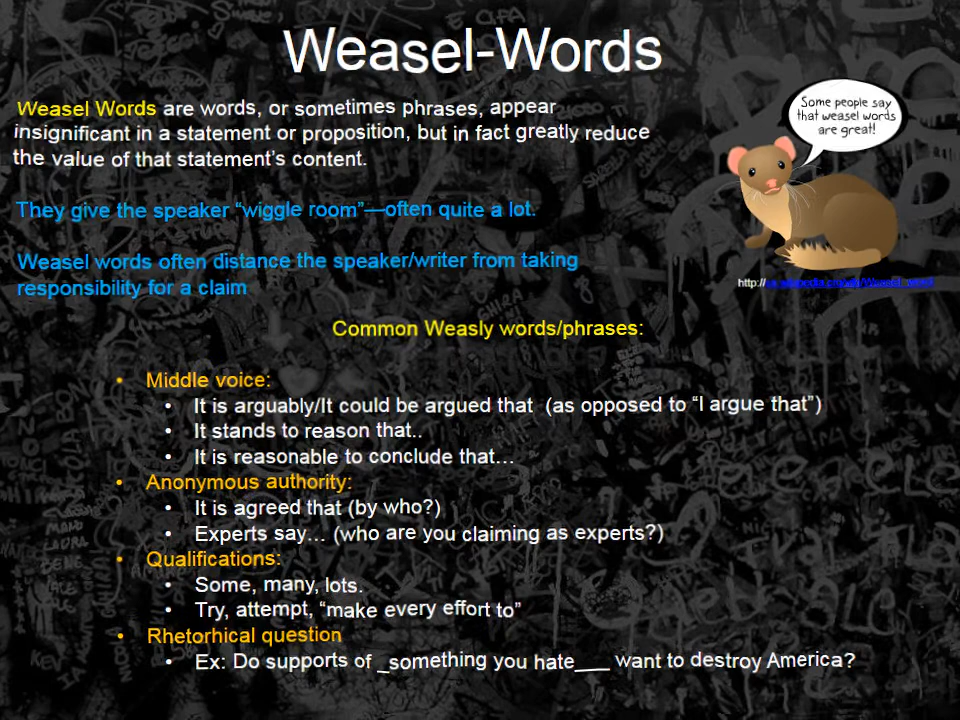 Weasel-Words
Weasel Words are words, or sometimes phrases, appear
insignificant in a statement or proposition, but in fact greatly reduce
the value of that statement's content.
They give the speaker "wiggle room"—often quite a lot.
Weasel words often distance the speaker/writer from taking
responsibility for a claim
Some people say
that weasel words
are great!
http://
Common Weasly words/phrases:
• Middle voice:
• It is arguably/It could be argued that (as opposed to "I argue that")
• It stands to reason that..
• It is reasonable to conclude that…
• Anonymous authority:
• It is agreed that (by who?)
• Experts say… (who are you claiming as experts?)
• Qualifications:
• Some, many, lots.
• Try, attempt, "make every effort to"
• Rhetorhical question
• Ex: Do supports of _something you hate___ want to destroy America?